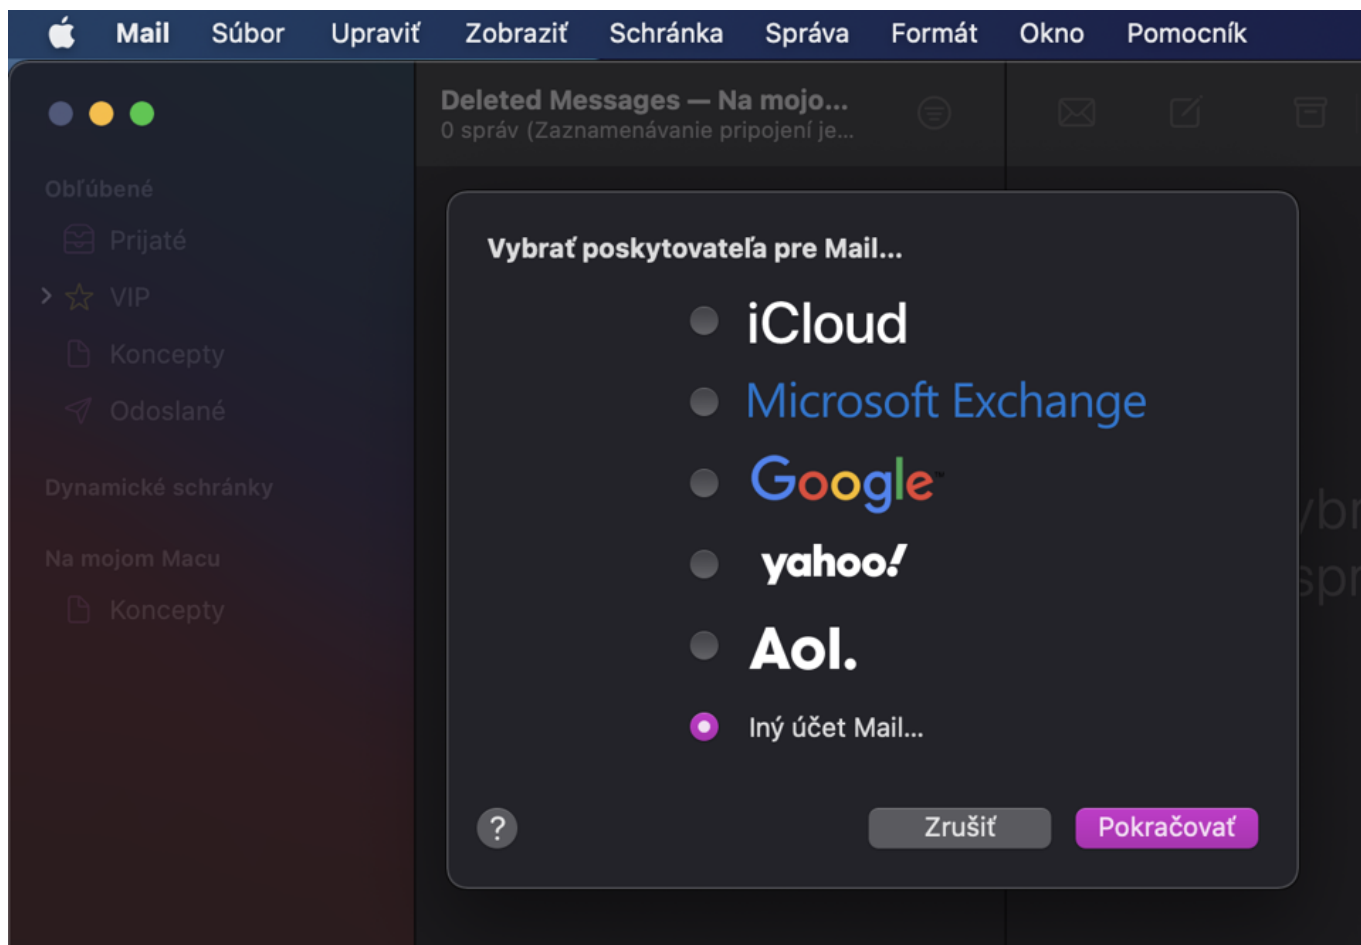 Mail Súbor Upraviť Zobraziť Schránka Správa Formát Okno Pomocník
Deleted Messages — Na mojo...
0 správ (Zaznamenávanie pripojení je...
Obľúbené
Prijaté
VIP
Koncepty
Odoslané
Dynamické schránky
Na mojom Macu
Koncepty
Vybrať poskytovateľa pre Mail...
iCloud
Microsoft Exchange
Google™
yahoo!
Aol.
Iný účet Mail...
? Zrušiť Pokračovať